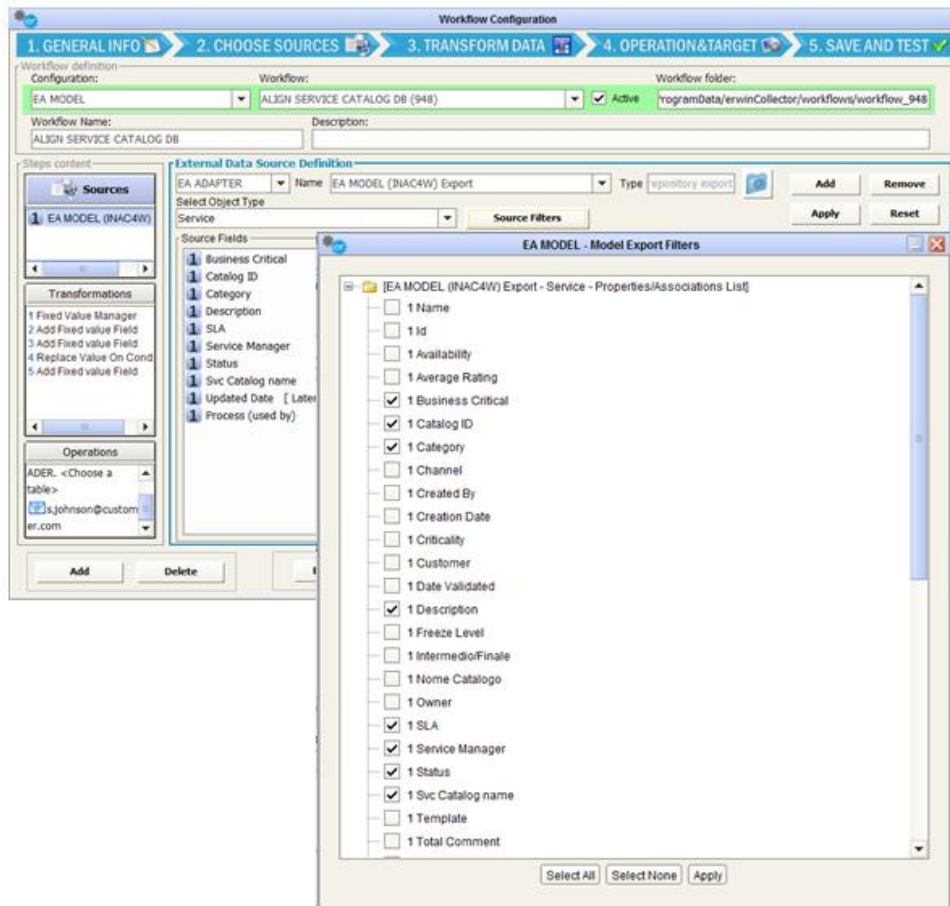 Workflow Configuration
1. GENERAL INFO
2. CHOOSE SOURCES
3. TRANSFORM DATA
4. OPERATION&TARGET
5. SAVE AND TEST
Workflow definition
Configuration:
Workflow:
Workflow folder:
EA MODEL
ALIGN SERVICE CATALOG DB (948)
Active
'rogramData/erwinCollector/workflows/workflow_948
Workflow Name:
Description:
ALIGN SERVICE CATALOG DB
Steps content
Sources
1 EA MODEL (INAC4W)
Transformations
1 Fixed Value Manager
2 Add Fixed value Field
3 Add Fixed value Field
4 Replace Value On Cond
5 Add Fixed value Field
Operations
ADER. <Choose a
table>
s.johnson@custom
er.com
Add
Delete
External Data Source Definition
EA ADAPTER
Name
EA MODEL (INAC4W) Export
Type
repository export
Add
Remove
Select Object Type
Service
Source Filters
Apply
Reset
Source Fields
1 Business Critical
1 Catalog ID
1 Category
1 Description
1 SLA
1 Service Manager
1 Status
1 Svc Catalog name
1 Updated Date [ Later
1 Process (used by)
EA MODEL - Model Export Filters
[EA MODEL (INAC4W) Export - Service - Properties/Associations List]
1 Name
1 Id
1 Availability
1 Average Rating
1 Business Critical
1 Catalog ID
1 Category
1 Channel
1 Created By
1 Creation Date
1 Criticality
1 Customer
1 Date Validated
1 Description
1 Freeze Level
1 Intermedio/Finale
1 Nome Catalogo
1 Owner
1 SLA
1 Service Manager
1 Status
1 Svc Catalog name
1 Template
1 Total Comment
Select All
Select None
Apply